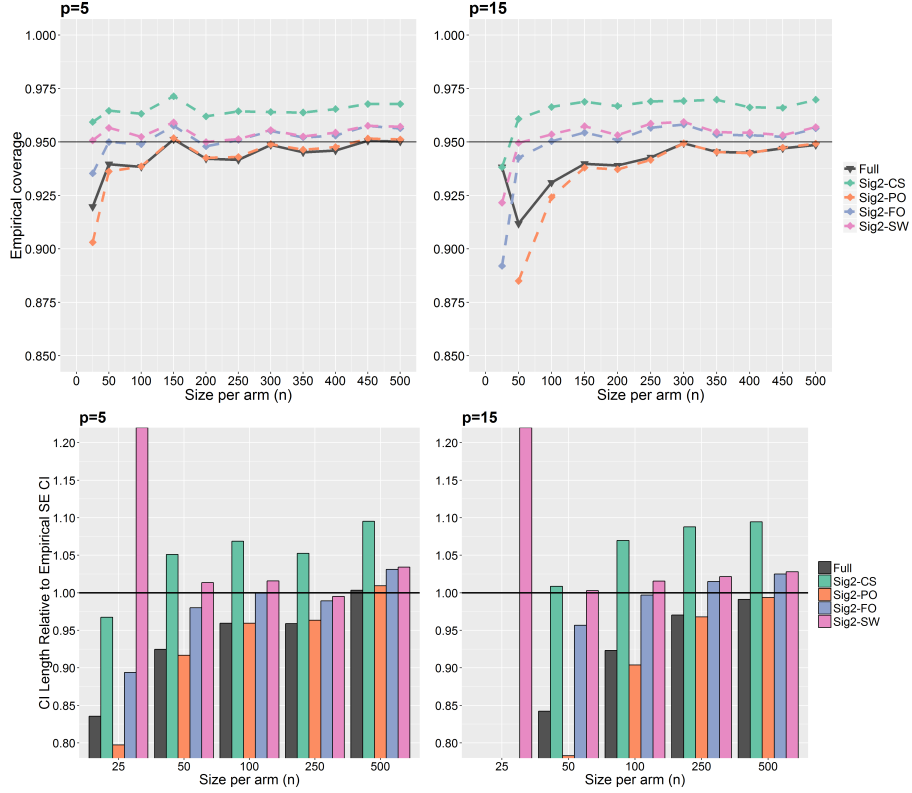 p=5
p=15
1.000
0.975
0.950
0.925
0.900
0.875
0.850
Empirical coverage
0 50 100 150 200 250 300 350 400 450 500
Size per arm (n)
1.000
0.975
0.950
0.925
0.900
0.875
0.850
0 50 100 150 200 250 300 350 400 450 500
Size per arm (n)
Full
Sig2-CS
Sig2-PO
Sig2-FO
Sig2-SW
p=5
p=15
1.20
1.15
1.10
1.05
1.00
0.95
0.90
0.85
0.80
CI Length Relative to Empirical SE CI
25 50 100 250 500
Size per arm (n)
1.20
1.15
1.10
1.05
1.00
0.95
0.90
0.85
0.80
25 50 100 250 500
Size per arm (n)
Full
Sig2-CS
Sig2-PO
Sig2-FO
Sig2-SW